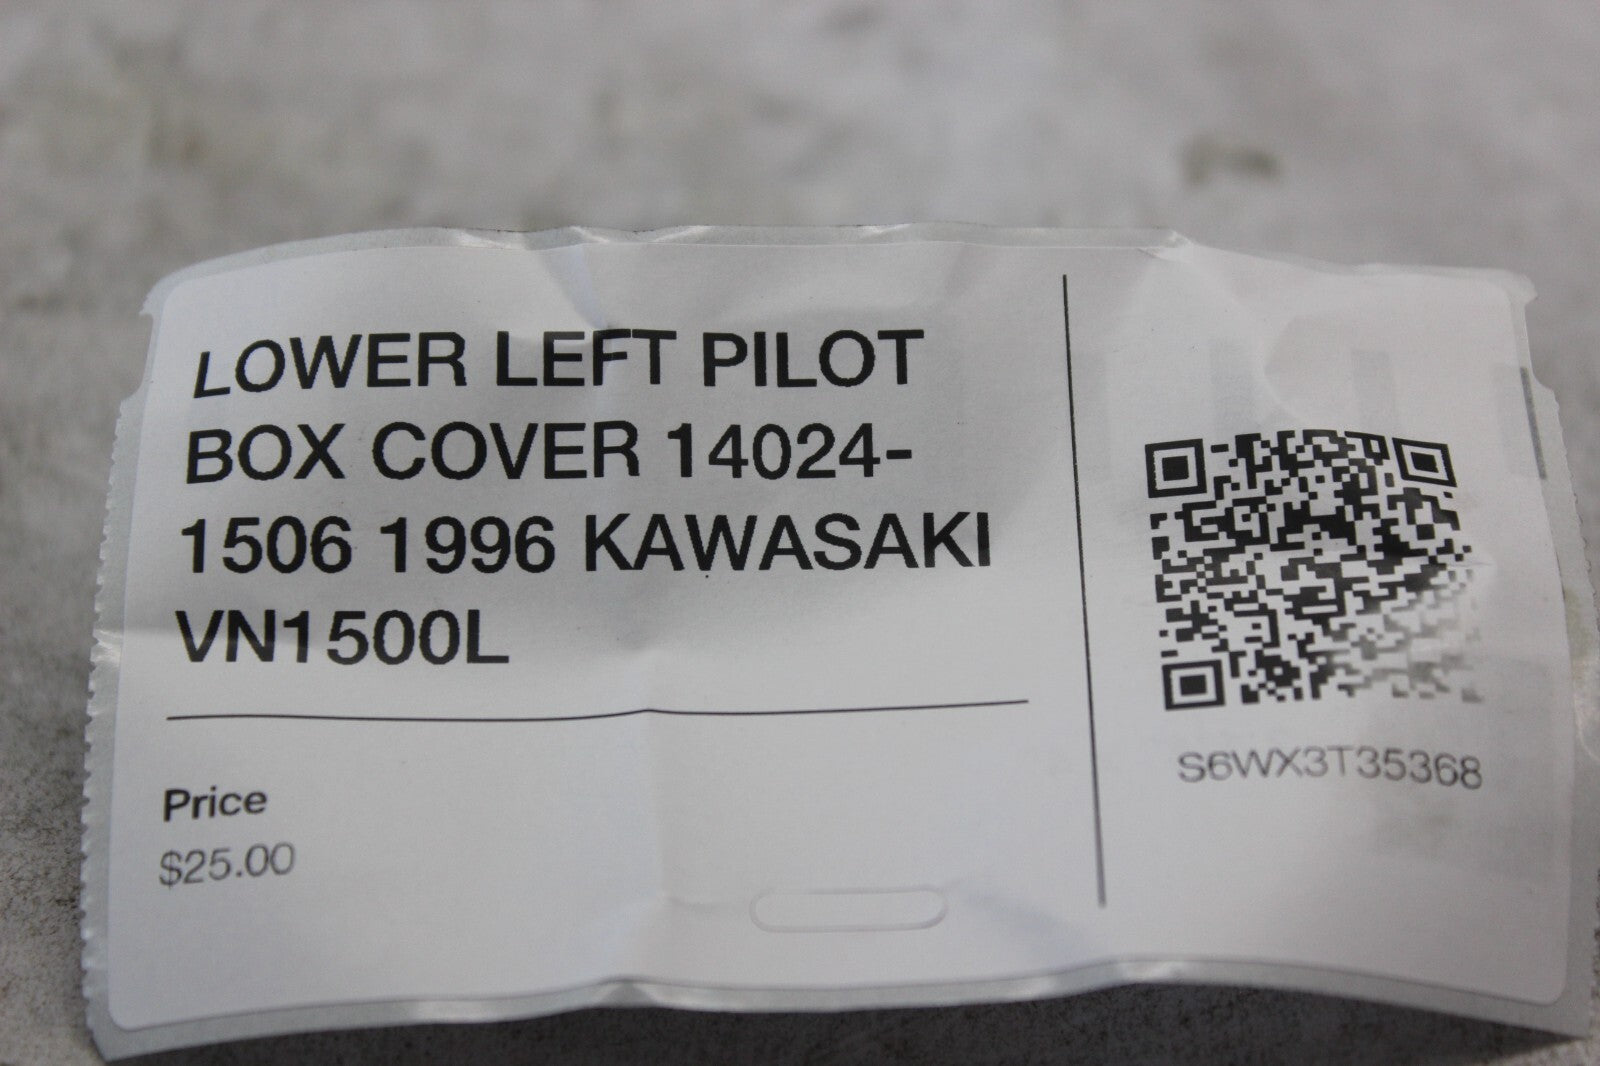 LOWER LEFT PILOT
BOX COVER 14024-
1506 1996 KAWASAKI
VN1500L
Price
$25.00
S6WX3T35368